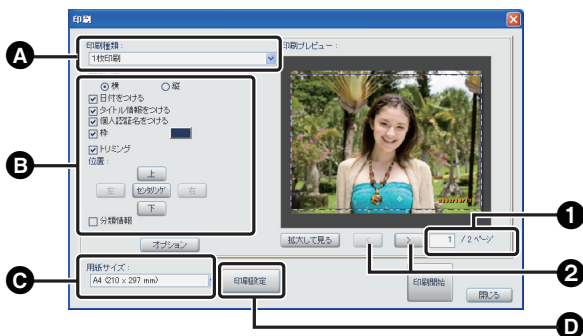 印刷
印刷種類：
1枚印刷
横 縦
日付をつける
タイトル情報をつける
個人認証名をつける
枠
トリミング
位置：
上
左 センタリング 右
下
分類情報
オプション
用紙サイズ：
A4 (210 x 297 mm)
印刷設定
印刷プレビュー：
拡大して見る < > 1 / 2 ページ
印刷開始
閉じる
A
B
C
D
1
2